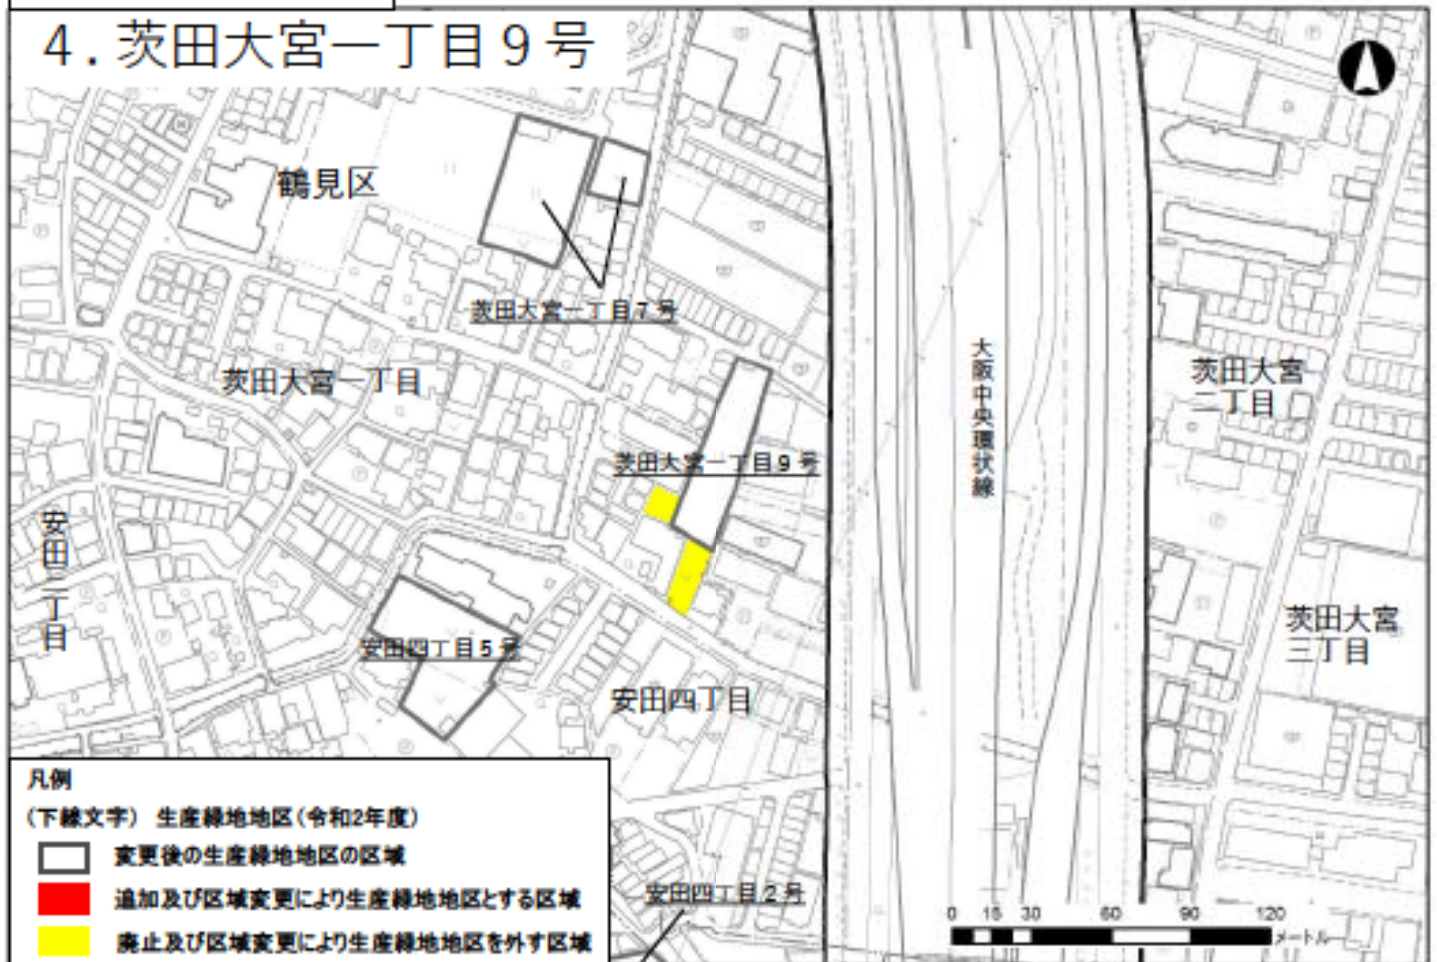 4．茨田大宮一丁目9号
鶴見区
茨田大宮一丁目7号
茨田大宮一丁目
茨田大宮一丁目9号
大阪中央環状線
茨田大宮
二丁目
茨田大宮
三丁目
安田二丁目
安田四丁目5号
安田四丁目
安田四丁目2号
凡例
（下線文字） 生産緑地地区（令和2年度）
変更後の生産緑地地区の区域
追加及び区域変更により生産緑地地区とする区域
廃止及び区域変更により生産緑地地区を外す区域
0 15 30 60 90 120
メートル